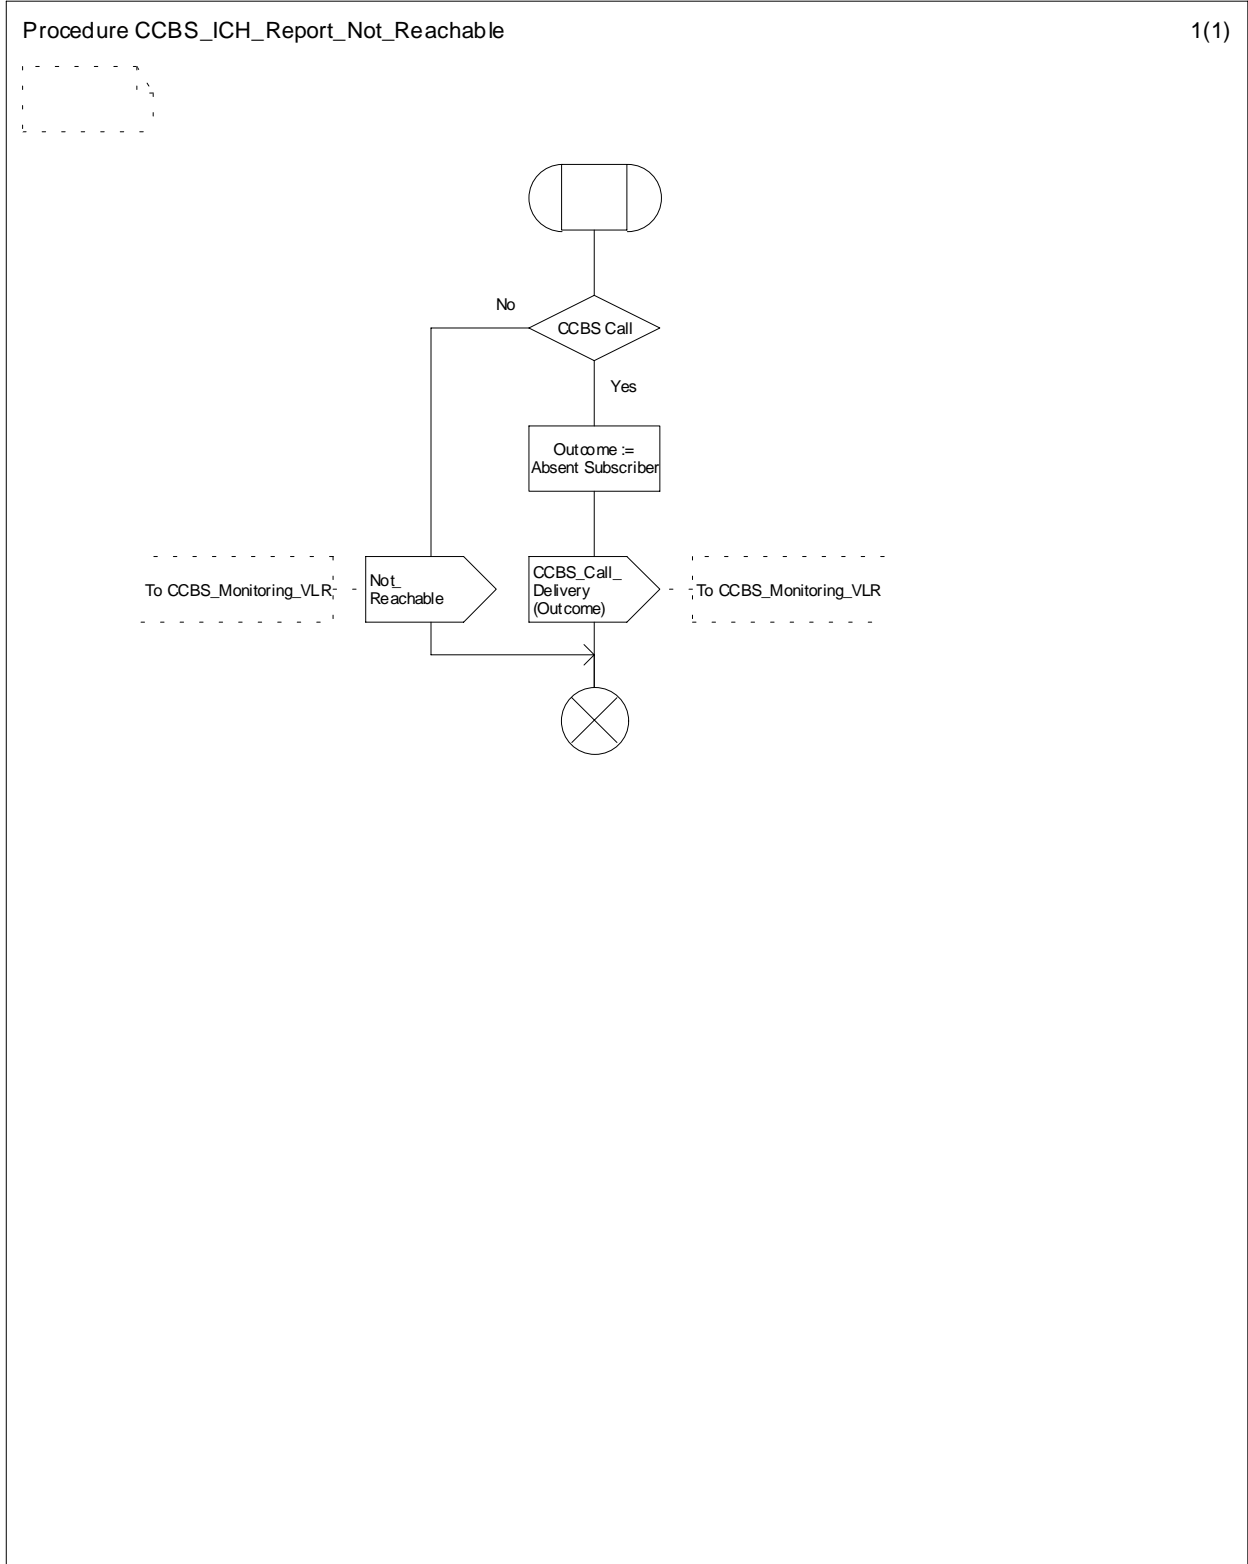 Procedure CCBS_ICH_Report_Not_Reachable
1(1)
CCBS Call
No
Yes
Outcome :=
Absent Subscriber
To CCBS_Monitoring_VLR
Not_
Reachable
CCBS_Call_
Delivery
(Outcome)
To CCBS_Monitoring_VLR